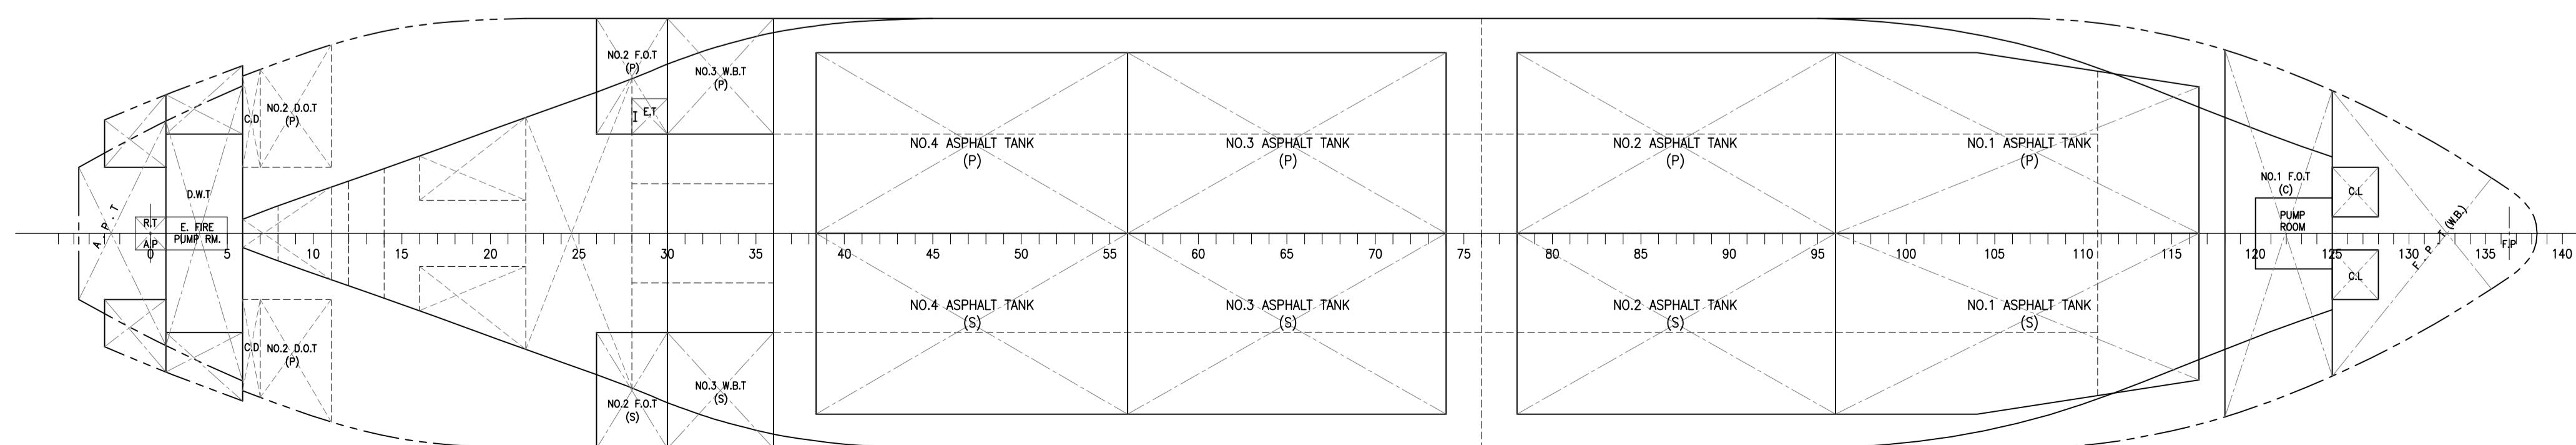 NO.2 F.O.T
(P)
NO.3 W.B.T
(P)
NO.2 D.O.T
(P)
C.D
I E.T
NO.4 ASPHALT TANK
(P)
NO.3 ASPHALT TANK
(P)
NO.2 ASPHALT TANK
(P)
NO.1 ASPHALT TANK
(P)
D.W.T
NO.1 F.O.T
(C)
C.L
A.P.T
R.T
A.P
E. FIRE
PUMP RM.
PUMP
ROOM
F.P.T (W.B.)
F.P
0 5 10 15 20 25 30 35 40 45 50 55 60 65 70 75 80 85 90 95 100 105 110 115 120 125 130 135 140
C.L
NO.4 ASPHALT TANK
(S)
NO.3 ASPHALT TANK
(S)
NO.2 ASPHALT TANK
(S)
NO.1 ASPHALT TANK
(S)
C.D
NO.2 D.O.T
(P)
NO.3 W.B.T
(S)
NO.2 F.O.T
(S)